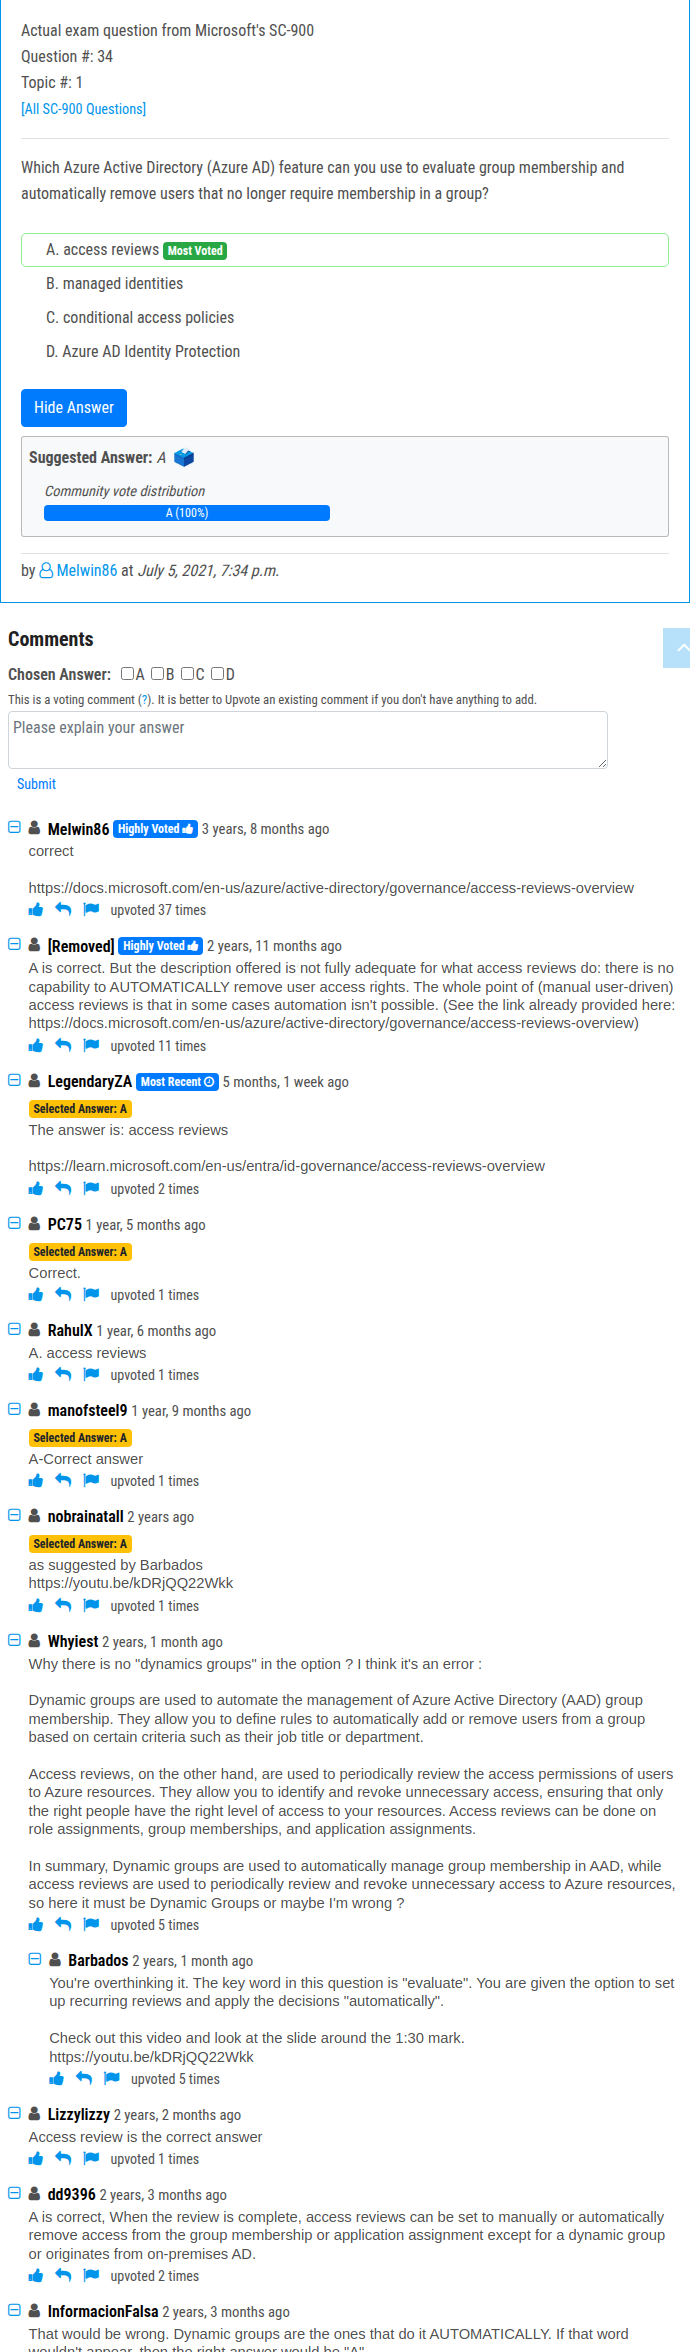 Actual exam question from Microsoft's SC-900
Question #: 34
Topic #: 1
[All SC-900 Questions]
Which Azure Active Directory (Azure AD) feature can you use to evaluate group membership and
automatically remove users that no longer require membership in a group?
A. access reviews Most Voted
B. managed identities
C. conditional access policies
D. Azure AD Identity Protection
Hide Answer
Suggested Answer: A
Community vote distribution
A (100%)
by Melwin86 at July 5, 2021, 7:34 p.m.
Comments
Chosen Answer: A B C D
This is a voting comment (?). It is better to Upvote an existing comment if you don't have anything to add.
Please explain your answer
Submit
Melwin86 Highly Voted 3 years, 8 months ago
correct
https://docs.microsoft.com/en-us/azure/active-directory/governance/access-reviews-overview
upvoted 37 times
[Removed] Highly Voted 2 years, 11 months ago
A is correct. But the description offered is not fully adequate for what access reviews do: there is no
capability to AUTOMATICALLY remove user access rights. The whole point of (manual user-driven)
access reviews is that in some cases automation isn't possible. (See the link already provided here:
https://docs.microsoft.com/en-us/azure/active-directory/governance/access-reviews-overview)
upvoted 11 times
LegendaryZA Most Recent 5 months, 1 week ago
Selected Answer: A
The answer is: access reviews
https://learn.microsoft.com/en-us/entra/id-governance/access-reviews-overview
upvoted 2 times
PC75 1 year, 5 months ago
Selected Answer: A
Correct.
upvoted 1 times
RahulX 1 year, 6 months ago
A. access reviews
upvoted 1 times
manofsteel9 1 year, 9 months ago
Selected Answer: A
A-Correct answer
upvoted 1 times
nobrainatall 2 years ago
Selected Answer: A
as suggested by Barbados
https://youtu.be/kDRjQQ22Wkk
upvoted 1 times
Whyiest 2 years, 1 month ago
Why there is no "dynamics groups" in the option ? I think it's an error :
Dynamic groups are used to automate the management of Azure Active Directory (AAD) group
membership. They allow you to define rules to automatically add or remove users from a group
based on certain criteria such as their job title or department.
Access reviews, on the other hand, are used to periodically review the access permissions of users
to Azure resources. They allow you to identify and revoke unnecessary access, ensuring that only
the right people have the right level of access to your resources. Access reviews can be done on
role assignments, group memberships, and application assignments.
In summary, Dynamic groups are used to automatically manage group membership in AAD, while
access reviews are used to periodically review and revoke unnecessary access to Azure resources,
so here it must be Dynamic Groups or maybe I'm wrong ?
upvoted 5 times
Barbados 2 years, 1 month ago
You're overthinking it. The key word in this question is "evaluate". You are given the option to set
up recurring reviews and apply the decisions "automatically".
Check out this video and look at the slide around the 1:30 mark.
https://youtu.be/kDRjQQ22Wkk
upvoted 5 times
Lizzylizzy 2 years, 2 months ago
Access review is the correct answer
upvoted 1 times
dd9396 2 years, 3 months ago
A is correct, When the review is complete, access reviews can be set to manually or automatically
remove access from the group membership or application assignment except for a dynamic group
or originates from on-premises AD.
upvoted 2 times
InformacionFalsa 2 years, 3 months ago
That would be wrong. Dynamic groups are the ones that do it AUTOMATICALLY. If that word
wouldn't appear, then the right answer would be "A"